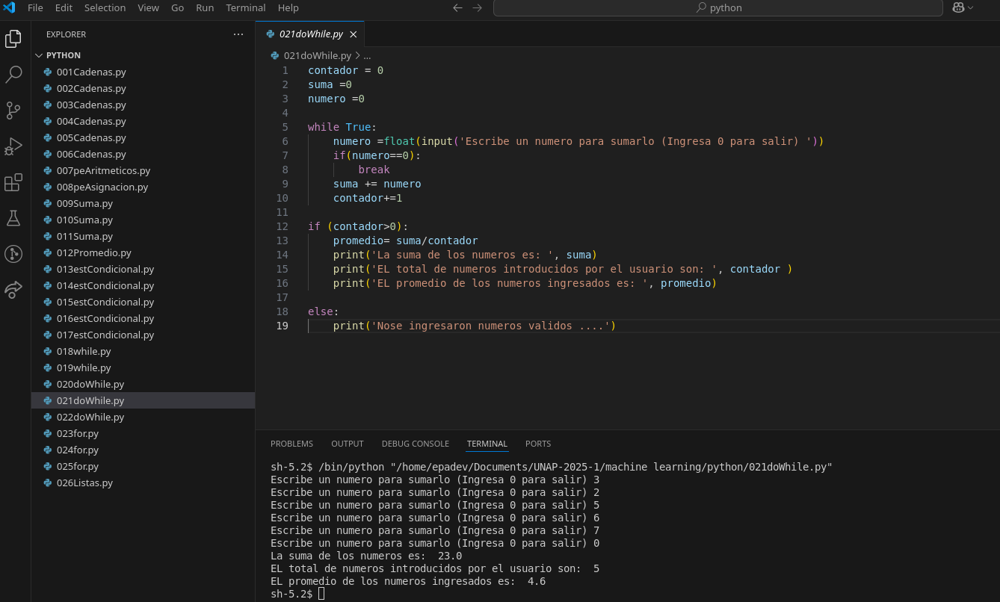 File Edit Selection View Go Run Terminal Help python
EXPLORER ...
PYTHON
001Cadenas.py
002Cadenas.py
003Cadenas.py
004Cadenas.py
005Cadenas.py
006Cadenas.py
007peAritmeticos.py
008peAsignacion.py
009Suma.py
010Suma.py
011Suma.py
012Promedio.py
013estCondicional.py
014estCondicional.py
015estCondicional.py
016estCondicional.py
017estCondicional.py
018while.py
019while.py
020doWhile.py
021doWhile.py
022doWhile.py
023for.py
024for.py
025for.py
026Listas.py
021doWhile.py
021doWhile.py > ...
1 contador = 0
2 suma =0
3 numero =0
4
5 while True:
6     numero =float(input('Escribe un numero para sumarlo (Ingresa 0 para salir) '))
7     if(numero==0):
8         break
9     suma += numero
10     contador+=1
11
12 if (contador>0):
13     promedio= suma/contador
14     print('La suma de los numeros es: ', suma)
15     print('EL total de numeros introducidos por el usuario son: ', contador )
16     print('EL promedio de los numeros ingresados es: ', promedio)
17
18 else:
19     print('Nose ingresaron numeros validos ....')
PROBLEMS OUTPUT DEBUG CONSOLE TERMINAL PORTS
sh-5.2$ /bin/python "/home/epadev/Documents/UNAP-2025-1/machine learning/python/021doWhile.py"
Escribe un numero para sumarlo (Ingresa 0 para salir) 3
Escribe un numero para sumarlo (Ingresa 0 para salir) 2
Escribe un numero para sumarlo (Ingresa 0 para salir) 5
Escribe un numero para sumarlo (Ingresa 0 para salir) 6
Escribe un numero para sumarlo (Ingresa 0 para salir) 7
Escribe un numero para sumarlo (Ingresa 0 para salir) 0
La suma de los numeros es:  23.0
EL total de numeros introducidos por el usuario son:  5
EL promedio de los numeros ingresados es:  4.6
sh-5.2$